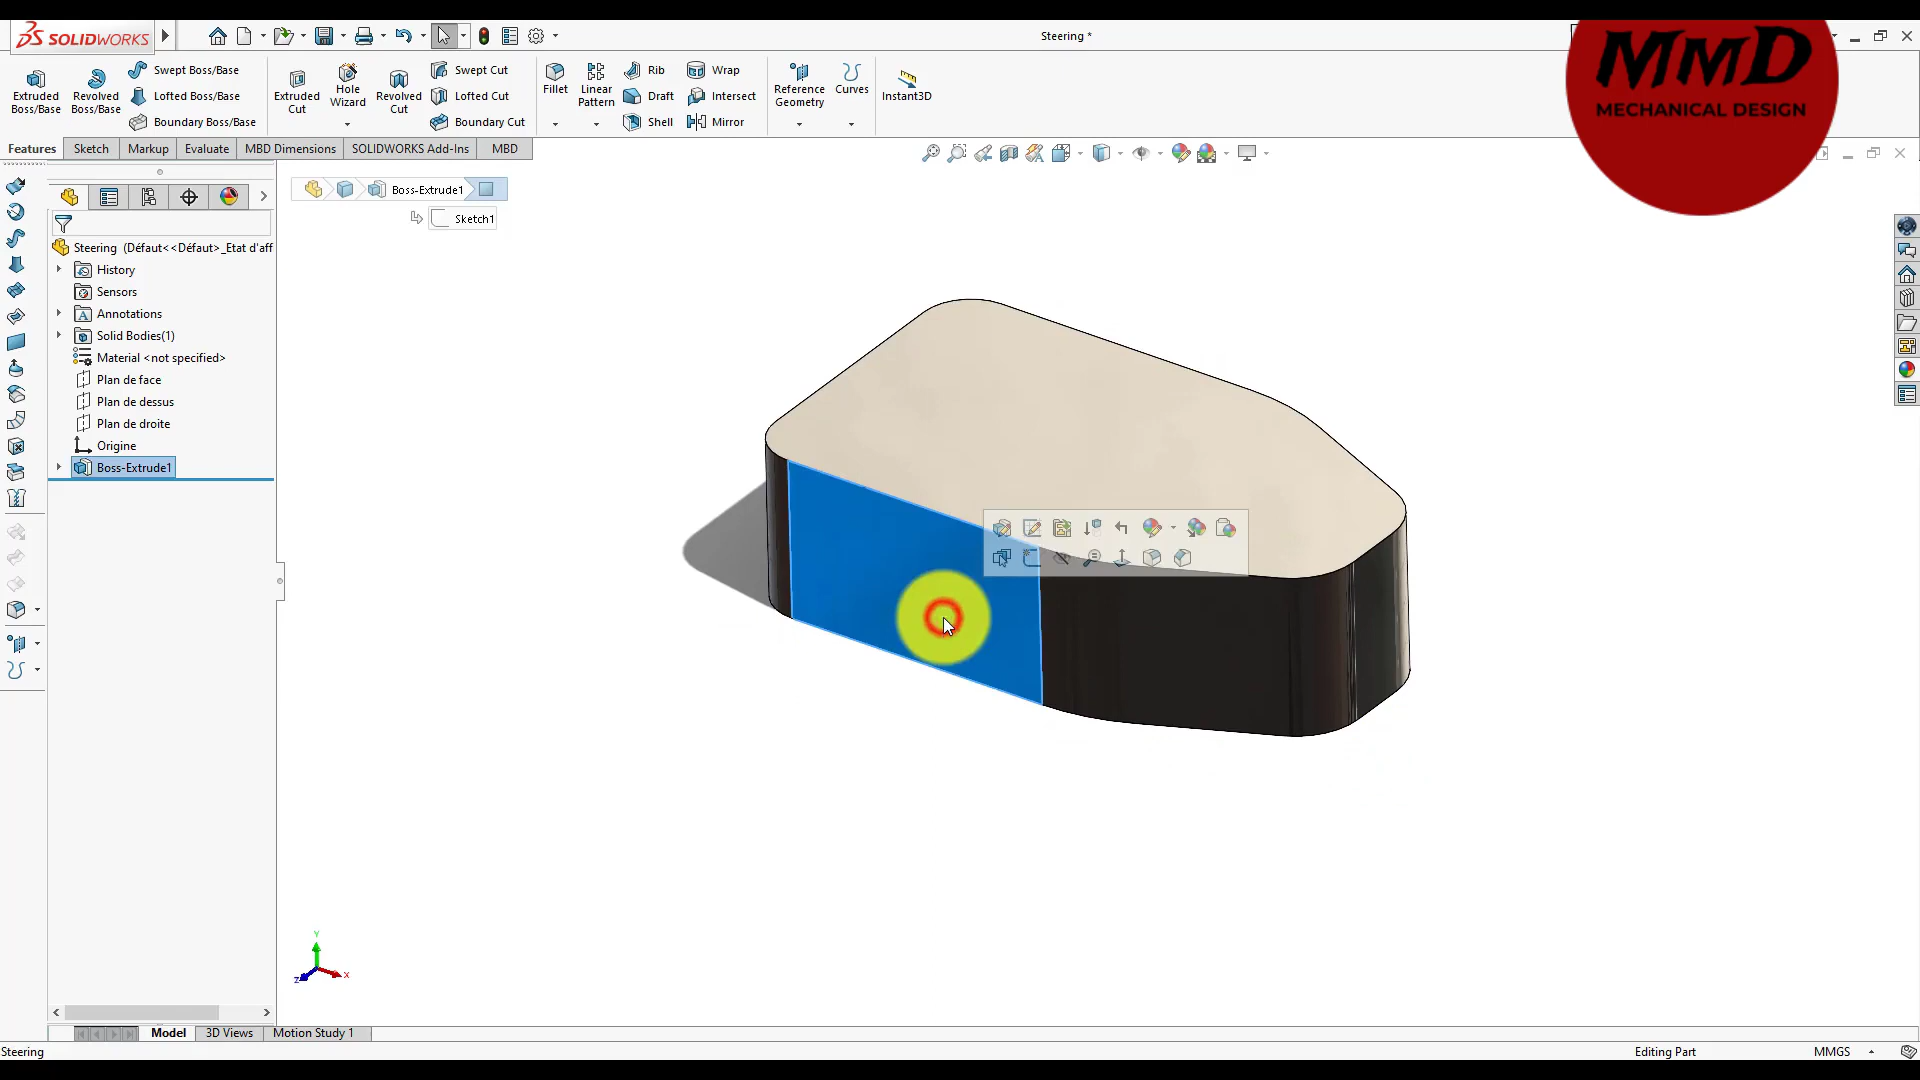 SOLIDWORKS
Steering *
MMD
MECHANICAL DESIGN
Extruded Boss/Base
Revolved Boss/Base
Swept Boss/Base
Lofted Boss/Base
Boundary Boss/Base
Extruded Cut
Hole Wizard
Revolved Cut
Swept Cut
Lofted Cut
Boundary Cut
Fillet
Linear Pattern
Rib
Draft
Shell
Wrap
Intersect
Mirror
Reference Geometry
Curves
Instant3D
Features
Sketch
Markup
Evaluate
MBD Dimensions
SOLIDWORKS Add-Ins
MBD
Boss-Extrude1
Sketch1
Steering (Défaut<<Défaut>_Etat d'aff
History
Sensors
Annotations
Solid Bodies(1)
Material <not specified>
Plan de face
Plan de dessus
Plan de droite
Origine
Boss-Extrude1
Y
X
Z
Model
3D Views
Motion Study 1
Steering
Editing Part
MMGS